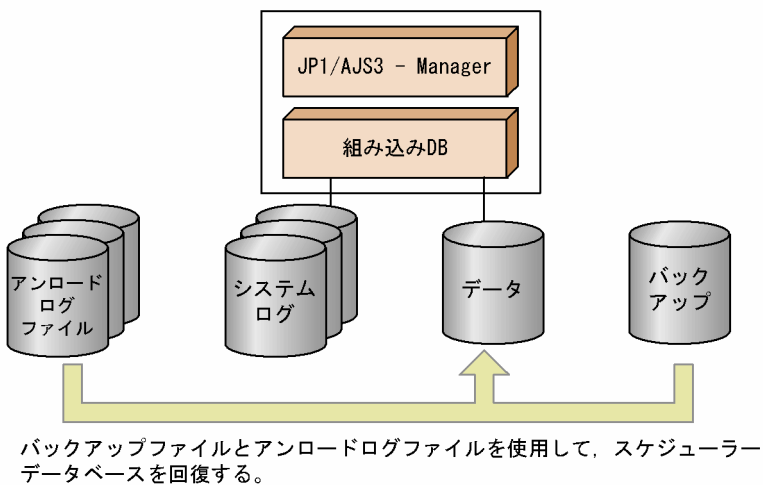 JP1/AJS3 - Manager
組み込みDB
アンロード
ログ
ファイル
システム
ログ
データ
バック
アップ
バックアップファイルとアンロードログファイルを使用して，スケジューラー
データベースを回復する。